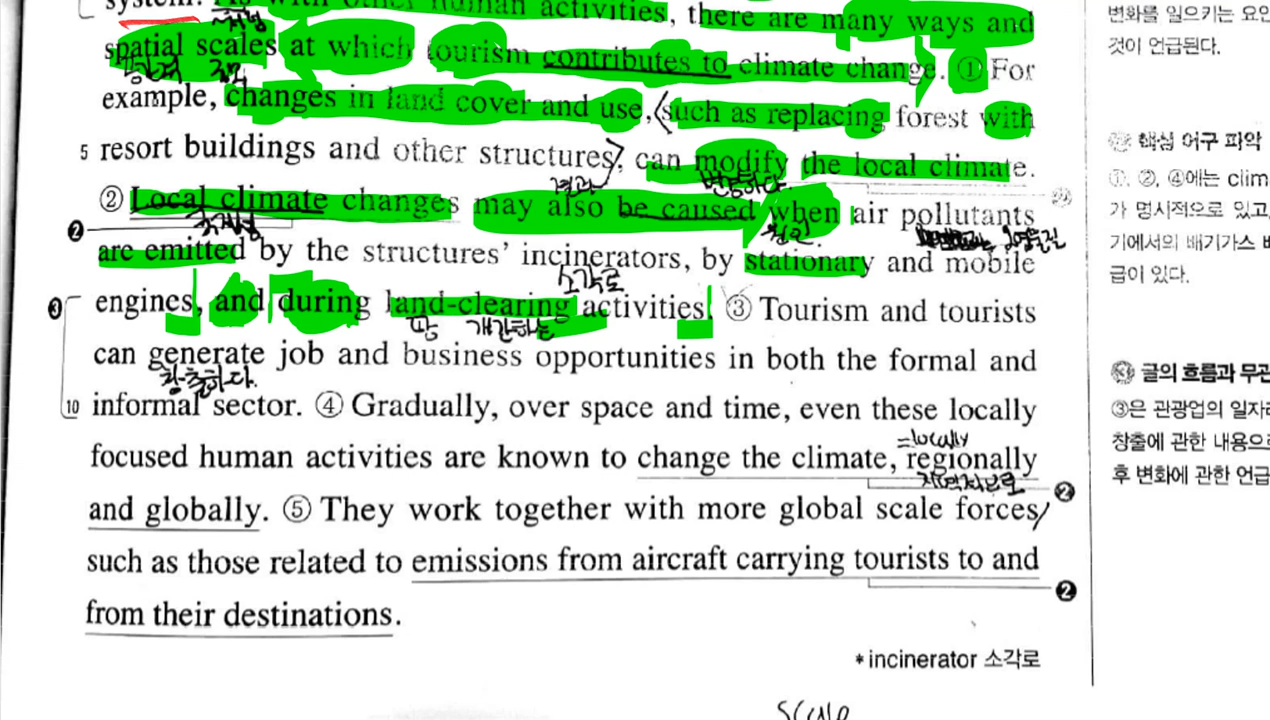 system. As with other human activities, there are many ways and
spatial scales at which tourism contributes to climate change. ① For
example, changes in land cover and use, such as replacing forest with
5 resort buildings and other structures, can modify the local climate.
변동하다.
② Local climate changes may also be caused when air pollutants
원인.
❷
are emitted by the structures' incinerators, by stationary and mobile
소각로
❸ engines, and during land-clearing activities. ③ Tourism and tourists
땅 개간하는
can generate job and business opportunities in both the formal and
창출하다.
10 informal sector. ④ Gradually, over space and time, even these locally
=locally
focused human activities are known to change the climate, regionally
❷
and globally. ⑤ They work together with more global scale forces
such as those related to emissions from aircraft carrying tourists to and
❷
from their destinations.
* incinerator 소각로
변화를 일으키는 요인
것이 언급된다.
핵심 어구 파악
①, ②, ④에는 clim
가 명시적으로 있고,
기에서의 배기가스 배
급이 있다.
글의 흐름과 무관
③은 관광업의 일자리
창출에 관한 내용으로
후 변화에 관한 언급